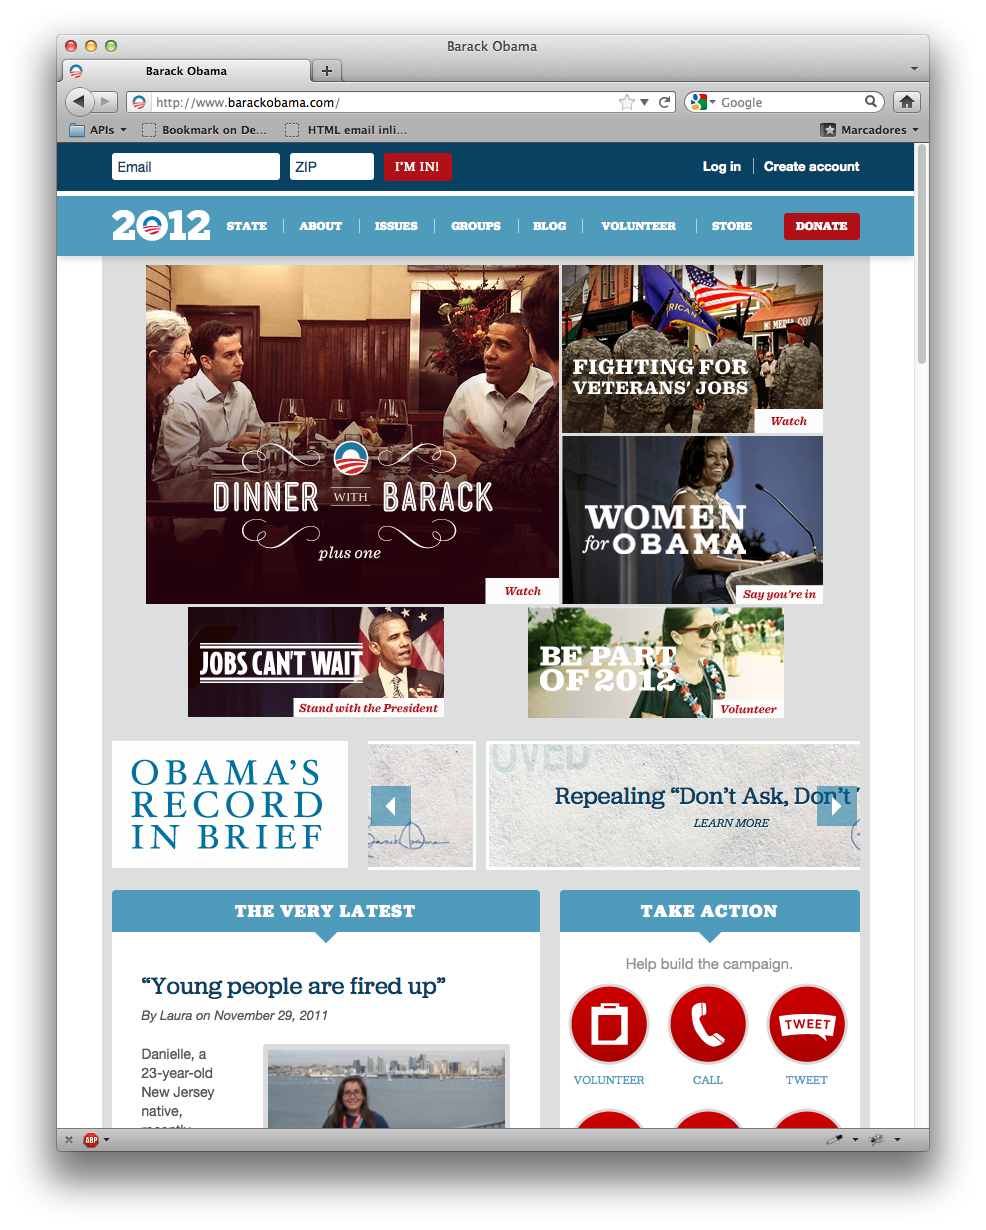 Barack Obama
Barack Obama
http://www.barackobama.com/
Google
APIs
Bookmark on De...
HTML email inli...
Marcadores
Email
ZIP
I'M IN!
Log in
Create account
2012
STATE
ABOUT
ISSUES
GROUPS
BLOG
VOLUNTEER
STORE
DONATE
DINNER WITH BARACK
plus one
Watch
FIGHTING FOR
VETERANS' JOBS
Watch
WOMEN
for OBAMA
Say you're in
JOBS CAN'T WAIT
Stand with the President
BE PART
OF 2012
Volunteer
OBAMA'S
RECORD
IN BRIEF
Repealing “Don't Ask, Don't
LEARN MORE
THE VERY LATEST
“Young people are fired up”
By Laura on November 29, 2011
Danielle, a
23-year-old
New Jersey
native,
TAKE ACTION
Help build the campaign.
TWEET
VOLUNTEER
CALL
TWEET
ABP